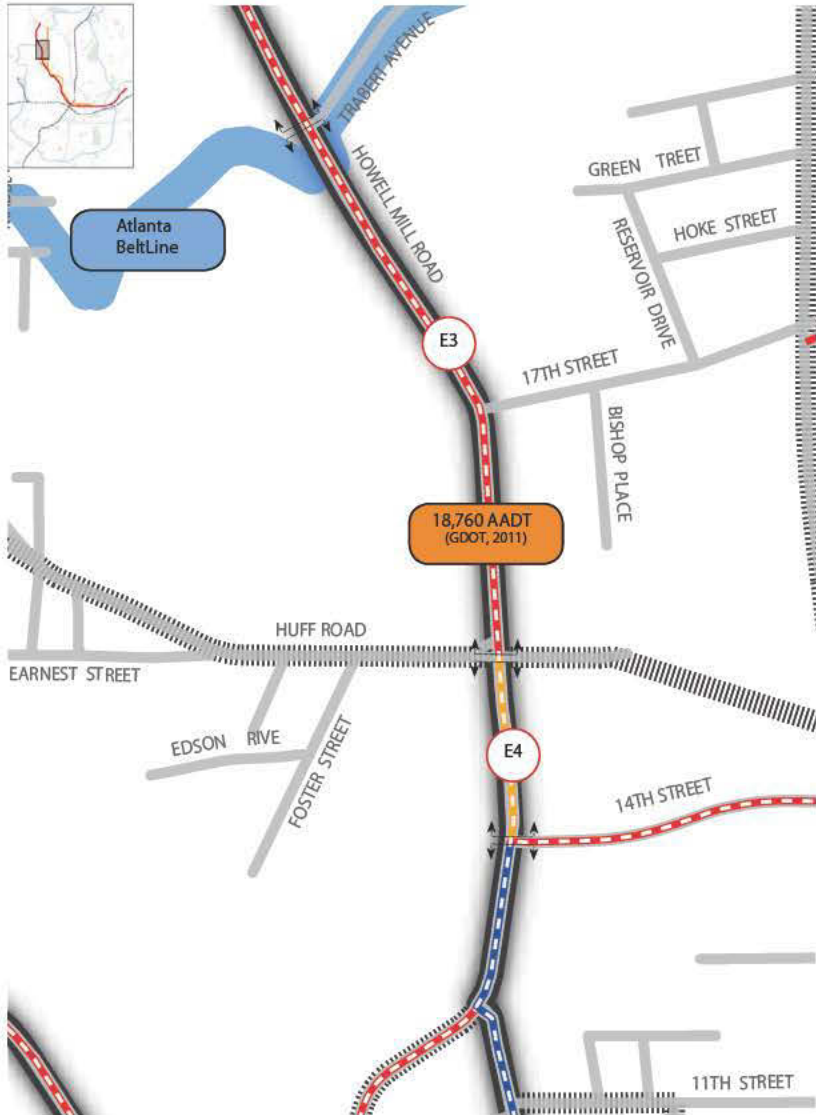 TRABERT AVENUE
HOWELL MILL ROAD
GREEN TREET
HOKE STREET
RESERVOIR DRIVE
Atlanta
BeltLine
E3
17TH STREET
BISHOP PLACE
18,760 AADT
(GDOT, 2011)
HUFF ROAD
EARNEST STREET
EDSON RIVE
FOSTER STREET
E4
14TH STREET
11TH STREET